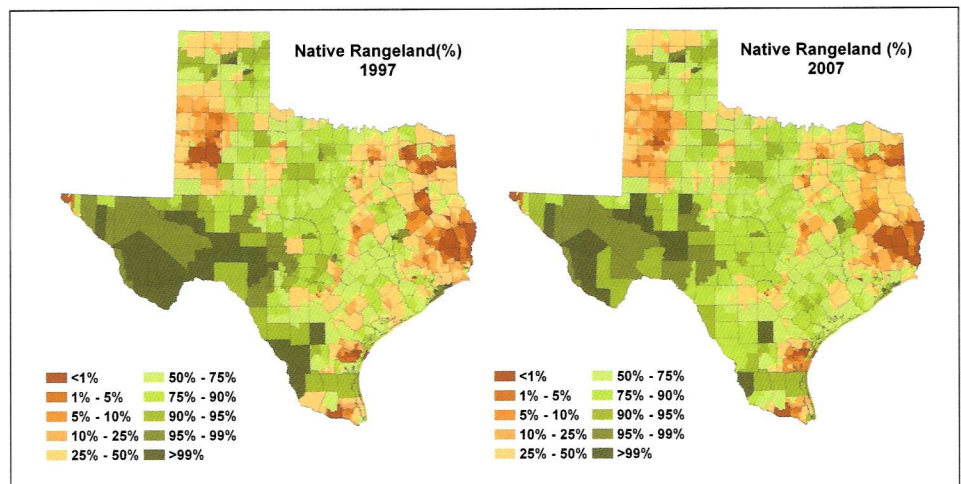 Native Rangeland(%)
1997
<1%
1% - 5%
5% - 10%
10% - 25%
25% - 50%
50% - 75%
75% - 90%
90% - 95%
95% - 99%
>99%
Native Rangeland (%)
2007
<1%
1% - 5%
5% - 10%
10% - 25%
25% - 50%
50% - 75%
75% - 90%
90% - 95%
95% - 99%
>99%